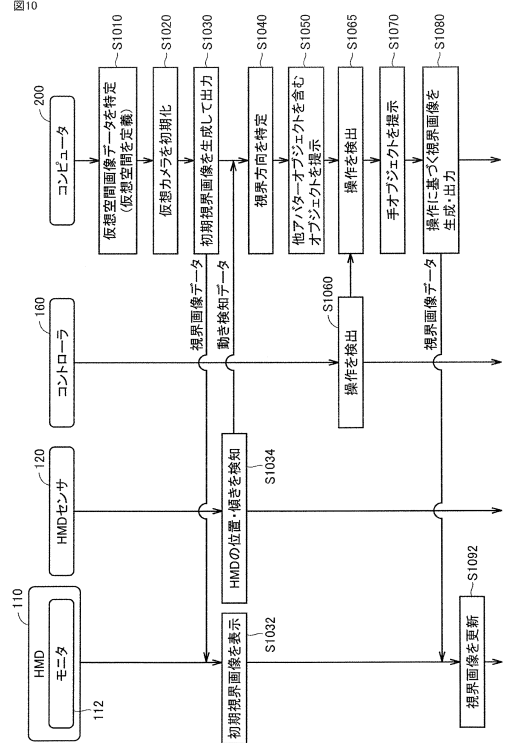 図10
HMD
モニタ
110
112
HMDセンサ
120
コントローラ
160
コンピュータ
200
仮想空間画像データを特定
(仮想空間を定義)
S1010
仮想カメラを初期化
S1020
初期視界画像を生成して出力
S1030
視界画像データ
初期視界画像を表示
S1032
HMDの位置・傾きを検知
S1034
動き検知データ
視界方向を特定
S1040
他アバターオブジェクトを含む
オブジェクトを提示
S1050
操作を検出
S1060
操作を検出
S1065
手オブジェクトを提示
S1070
操作に基づく視界画像を
生成・出力
S1080
視界画像データ
視界画像を更新
S1092